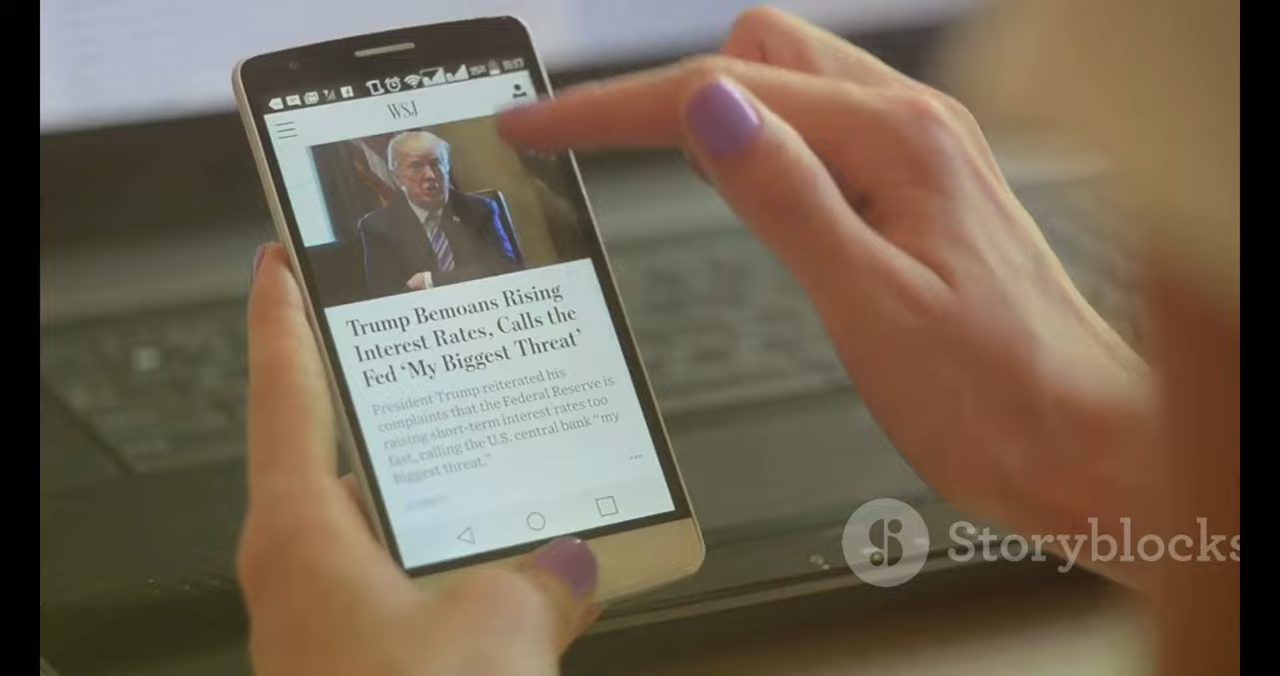 WSJ
Trump Bemoans Rising
Interest Rates, Calls the
Fed ‘My Biggest Threat’
President Trump reiterated his
complaints that the Federal Reserve is
raising short-term interest rates too
fast, calling the U.S. central bank “my
biggest threat.”
Storyblocks